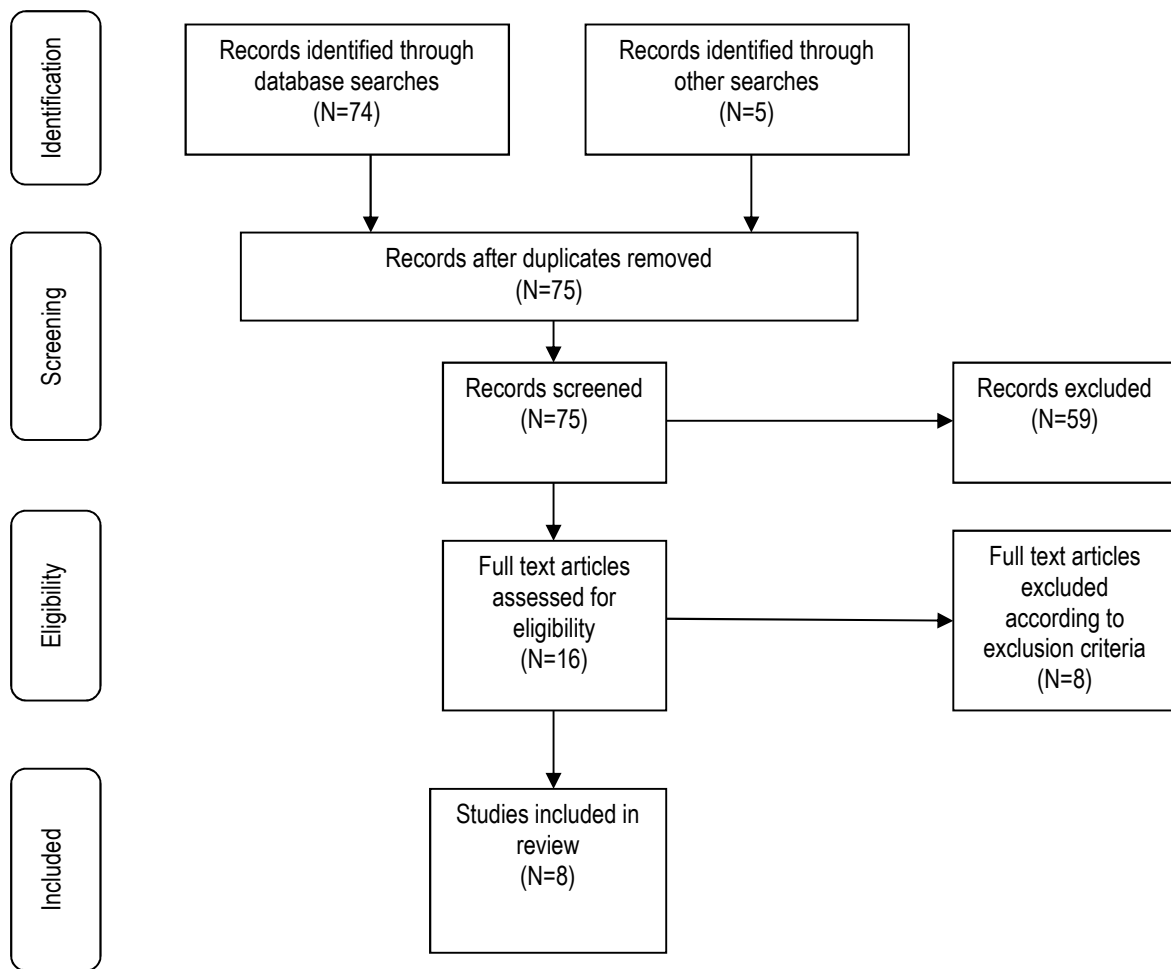 Identification
Records identified through
database searches
(N=74)
Records identified through
other searches
(N=5)
Screening
Records after duplicates removed
(N=75)
Records screened
(N=75)
Records excluded
(N=59)
Eligibility
Full text articles
assessed for
eligibility
(N=16)
Full text articles
excluded
according to
exclusion criteria
(N=8)
Included
Studies included in
review
(N=8)